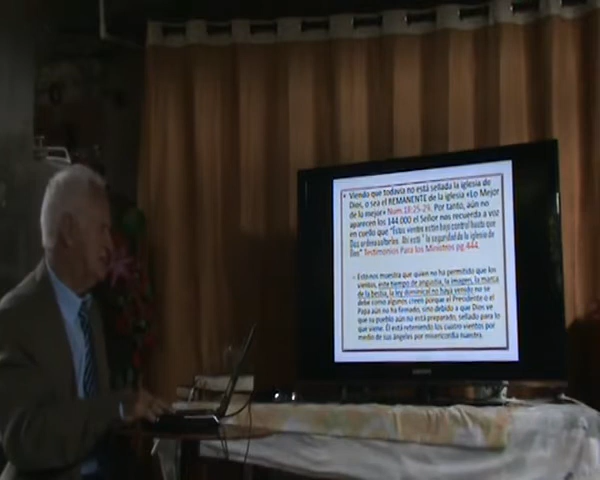 • Viendo que todavía no está sellada la iglesia de
Dios, o sea el REMANENTE de la iglesia «Lo Mejor
de lo mejor» Num.18:25-29. Por tanto, aún no
aparecen los 144.000 el Señor nos recuerda a voz
en cuello que "Estos vientos están bajo control hasta que
Dios ordena soltarlos. Ahí está " la seguridad de la iglesia de
Dios" Testimonios Para los Ministros pg.444.
– Esto nos muestra que quien no ha permitido que los
vientos, este tiempo de angustia, la imagen, la marca
de la bestia, la ley dominical no haya venido no se
debe como algunos creen porque el Presidente o el
Papa aún no ha firmado, sino debido a que Dios ve
que su pueblo aún no está preparado, sellado para lo
que viene. Él está reteniendo los cuatro vientos por
medio de sus ángeles por misericordia nuestra.
SAMSUNG